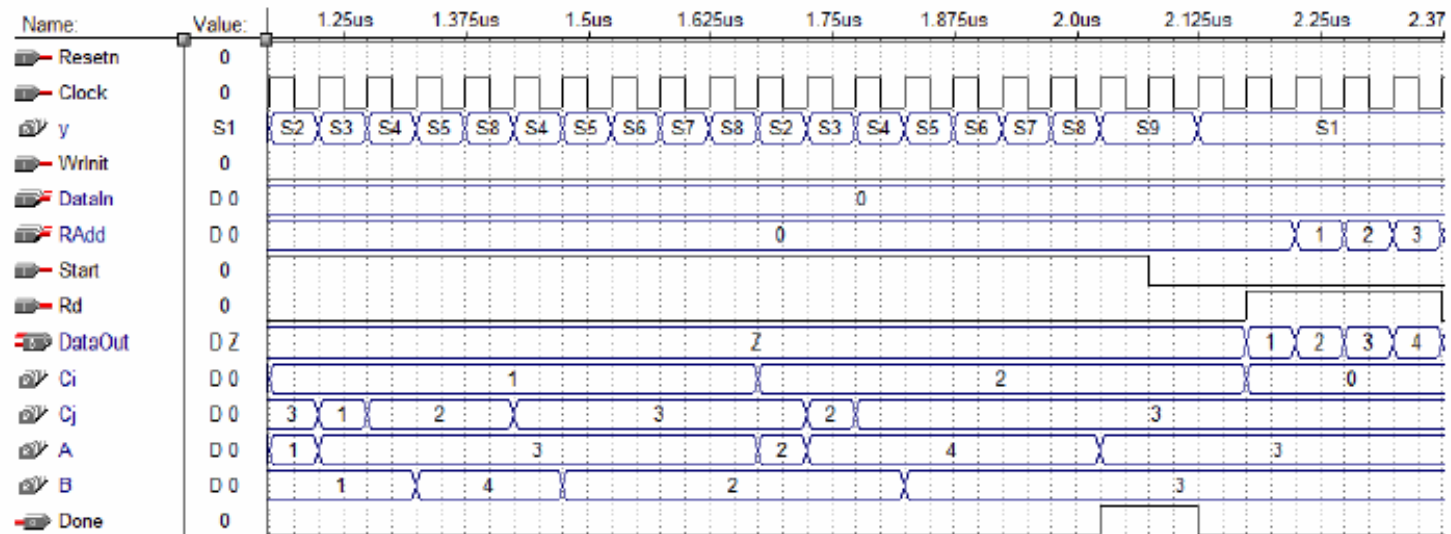 Name: Value: 1.25us 1.375us 1.5us 1.625us 1.75us 1.875us 2.0us 2.125us 2.25us 2.37
Resetn 0
Clock 0
y S1 S2 S3 S4 S5 S8 S4 S5 S6 S7 S8 S2 S3 S4 S5 S6 S7 S8 S9 S1
WrInit 0
DataIn D 0 0
RAdd D 0 0 1 2 3
Start 0
Rd 0
DataOut D Z Z 1 2 3 4
Ci D 0 1 2 0
Cj D 0 3 1 2 3 2 3
A D 0 1 3 2 4 3
B D 0 1 4 2 3
Done 0